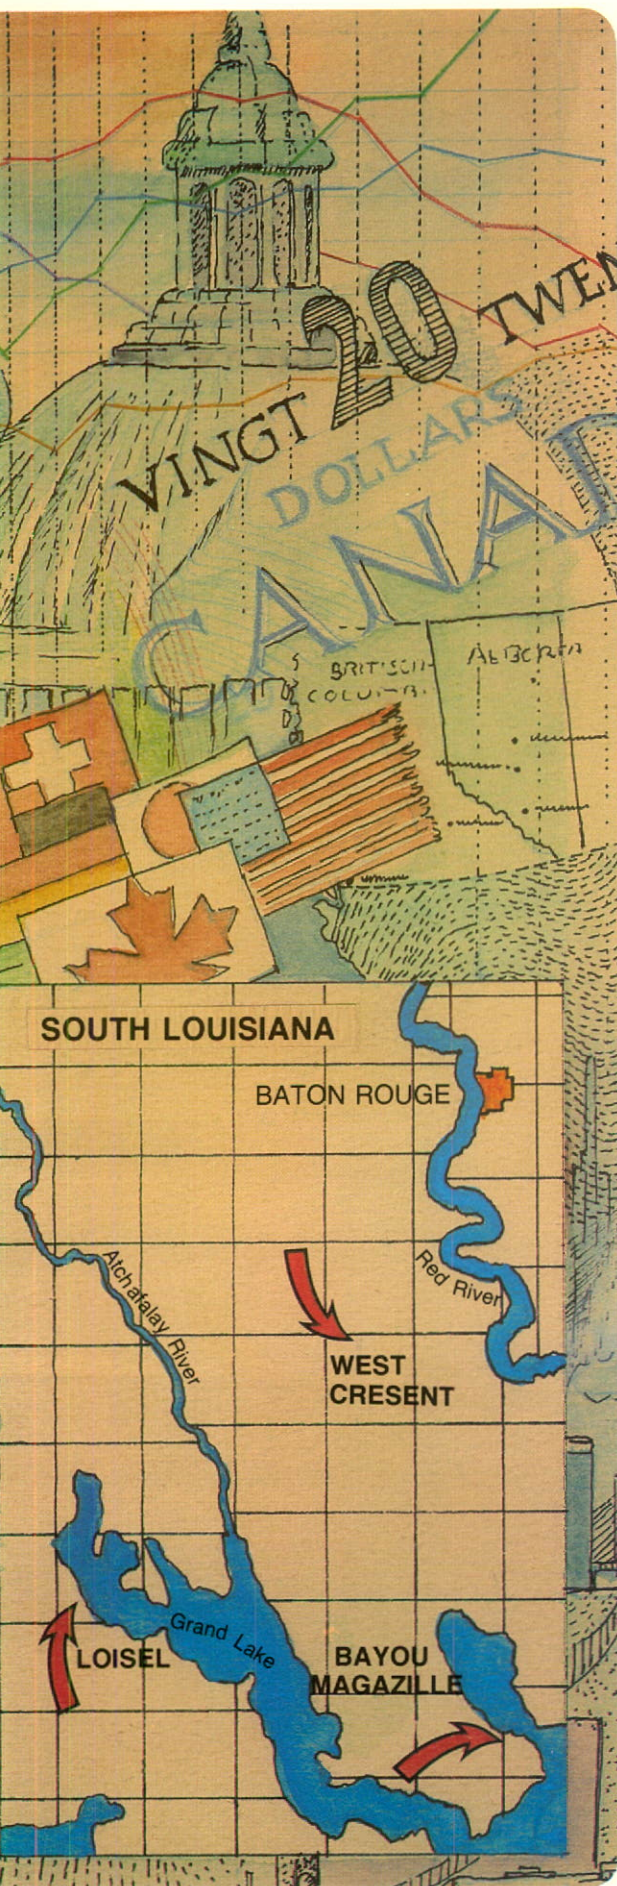 20
TWEN
VINGT
DOLLARS
CANAD
BRITISH
COLUMB.
ALBERTA
SOUTH LOUISIANA
BATON ROUGE
Atchafalay River
Red River
WEST
CRESENT
Grand Lake
LOISEL
BAYOU
MAGAZILLE